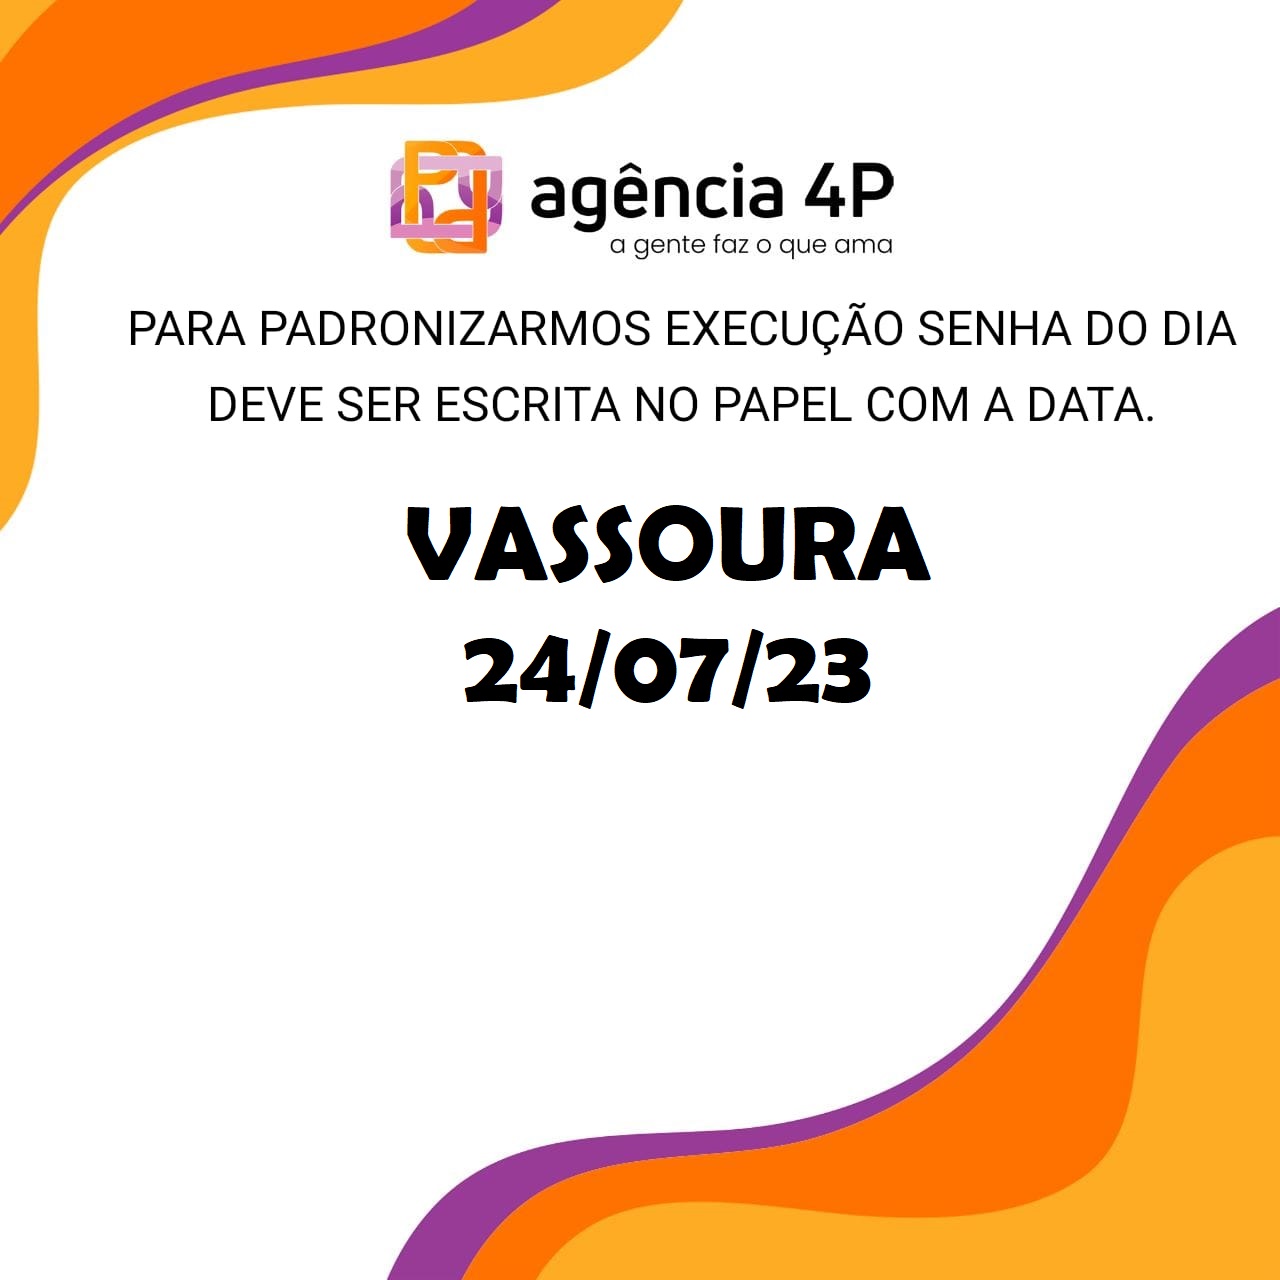 agência 4P
a gente faz o que ama
PARA PADRONIZARMOS EXECUÇÃO SENHA DO DIA
DEVE SER ESCRITA NO PAPEL COM A DATA.
VASSOURA
24/07/23